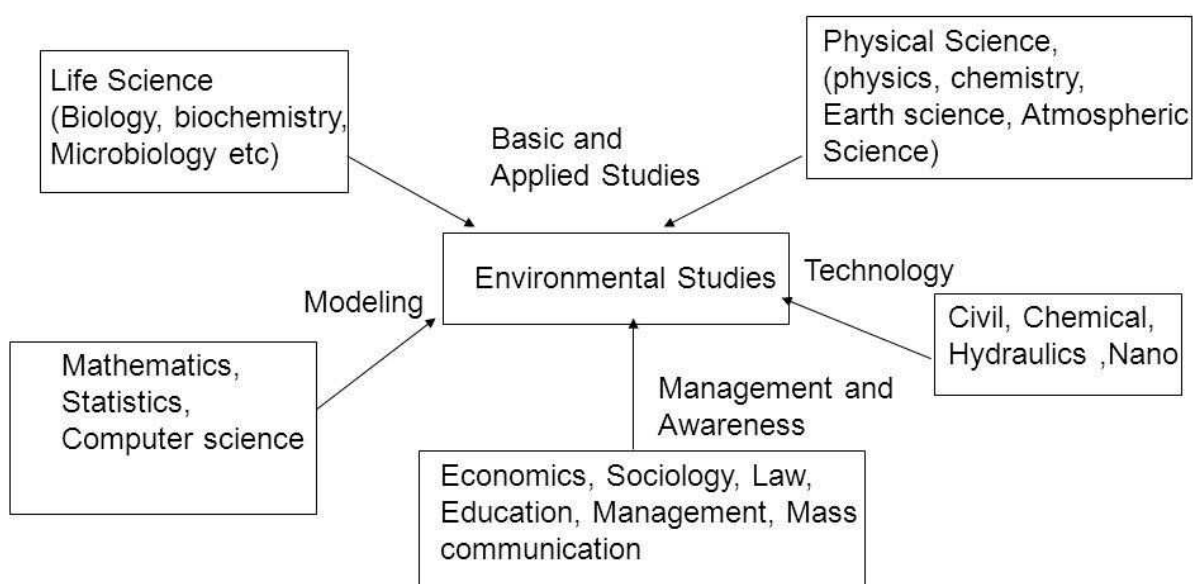 Life Science
(Biology, biochemistry,
Microbiology etc)
Basic and
Applied Studies
Physical Science,
(physics, chemistry,
Earth science, Atmospheric
Science)
Environmental Studies
Technology
Modeling
Civil, Chemical,
Hydraulics ,Nano
Mathematics,
Statistics,
Computer science
Management and
Awareness
Economics, Sociology, Law,
Education, Management, Mass
communication